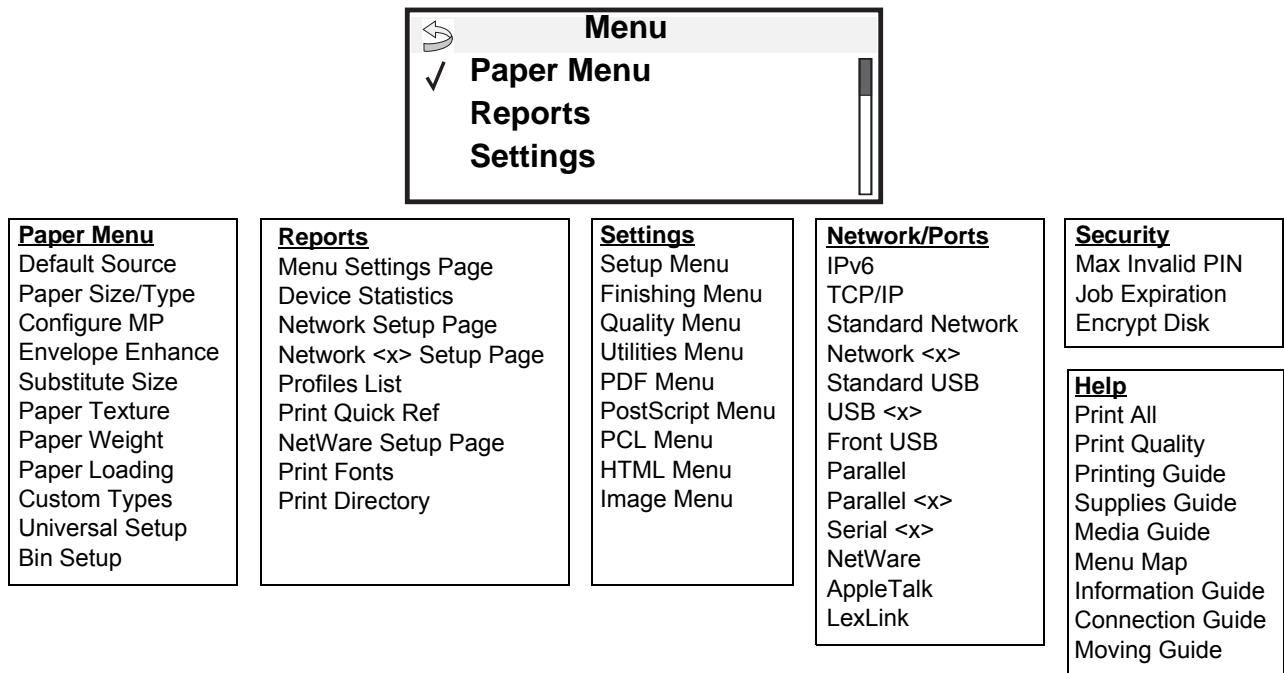 Menu
Paper Menu
Reports
Settings
Paper Menu
Default Source
Paper Size/Type
Configure MP
Envelope Enhance
Substitute Size
Paper Texture
Paper Weight
Paper Loading
Custom Types
Universal Setup
Bin Setup
Reports
Menu Settings Page
Device Statistics
Network Setup Page
Network <x> Setup Page
Profiles List
Print Quick Ref
NetWare Setup Page
Print Fonts
Print Directory
Settings
Setup Menu
Finishing Menu
Quality Menu
Utilities Menu
PDF Menu
PostScript Menu
PCL Menu
HTML Menu
Image Menu
Network/Ports
IPv6
TCP/IP
Standard Network
Network <x>
Standard USB
USB <x>
Front USB
Parallel
Parallel <x>
Serial <x>
NetWare
AppleTalk
LexLink
Security
Max Invalid PIN
Job Expiration
Encrypt Disk
Help
Print All
Print Quality
Printing Guide
Supplies Guide
Media Guide
Menu Map
Information Guide
Connection Guide
Moving Guide